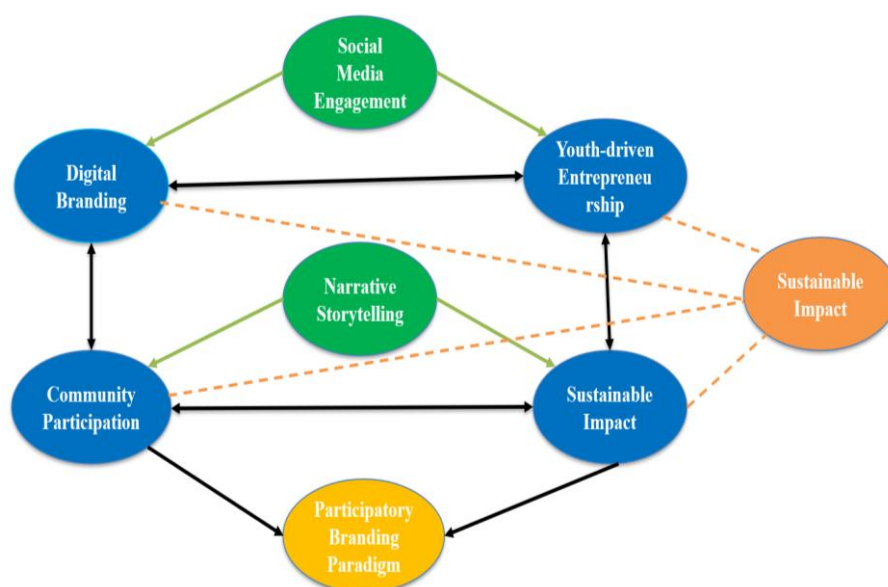 Social
Media
Engagement
Digital
Branding
Youth-driven
Entrepreneu
rship
Narrative
Storytelling
Sustainable
Impact
Community
Participation
Sustainable
Impact
Participatory
Branding
Paradigm